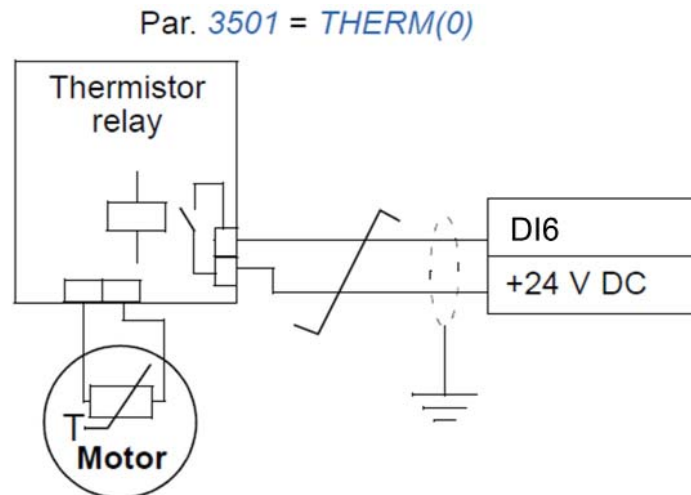 Par. 3501 = THERM(0)
Thermistor
relay
DI6
+24 V DC
T
Motor